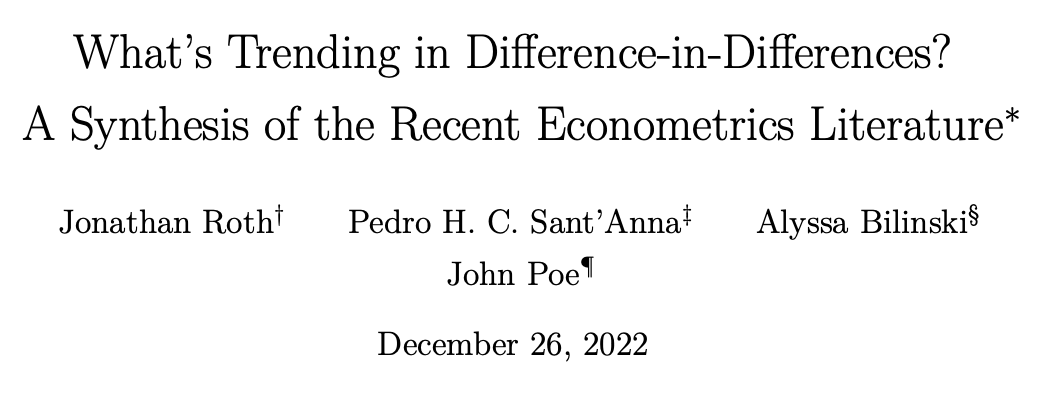 What's Trending in Difference-in-Differences?
A Synthesis of the Recent Econometrics Literature*
Jonathan Roth† Pedro H. C. Sant'Anna‡ Alyssa Bilinski§
John Poe¶
December 26, 2022